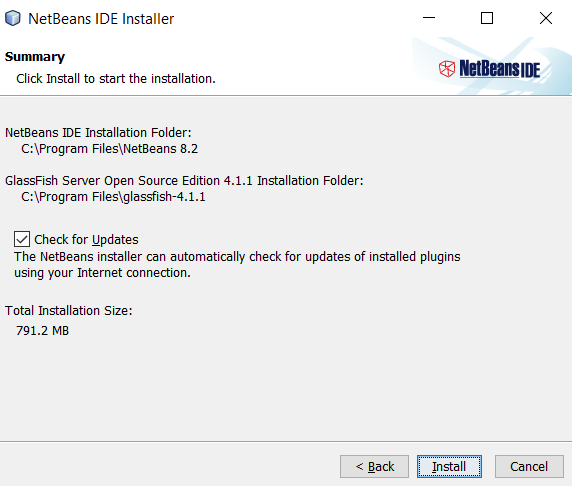 NetBeans IDE Installer
Summary
Click Install to start the installation.
NetBeans IDE
NetBeans IDE Installation Folder:
C:\Program Files\NetBeans 8.2
GlassFish Server Open Source Edition 4.1.1 Installation Folder:
C:\Program Files\glassfish-4.1.1
Check for Updates
The NetBeans installer can automatically check for updates of installed plugins
using your Internet connection.
Total Installation Size:
791.2 MB
< Back
Install
Cancel